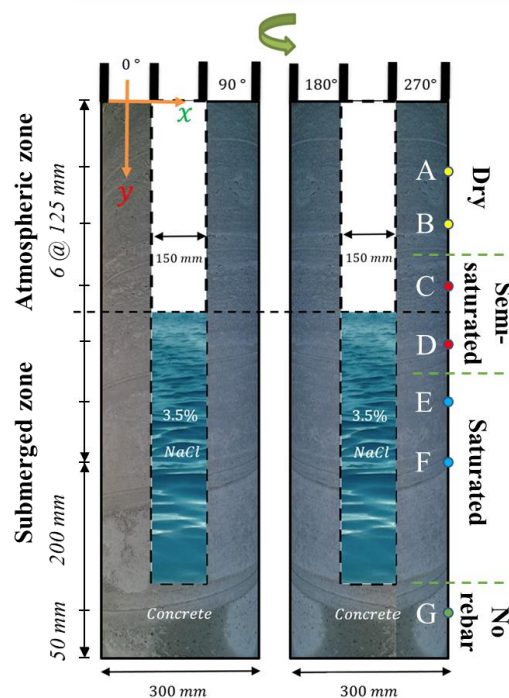 0 °
90 °
180°
270°
x
y
Atmospheric zone
6 @ 125 mm
150 mm
150 mm
A
B
C
D
E
F
G
Dry
Semi-
saturated
Saturated
No
rebar
Submerged zone
200 mm
50 mm
3.5%
NaCl
3.5%
NaCl
Concrete
Concrete
300 mm
300 mm